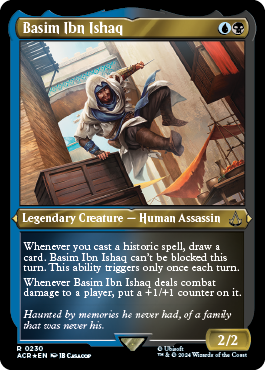 Basim Ibn Ishaq
Legendary Creature — Human Assassin
Whenever you cast a historic spell, draw a
card. Basim Ibn Ishaq can't be blocked this
turn. This ability triggers only once each turn.
Whenever Basim Ibn Ishaq deals combat
damage to a player, put a +1/+1 counter on it.
Haunted by memories he never had, of a family
that was never his.
2/2
R 0230
ACR★EN IB Casacop
© Ubisoft
™ & © 2024 Wizards of the Coast